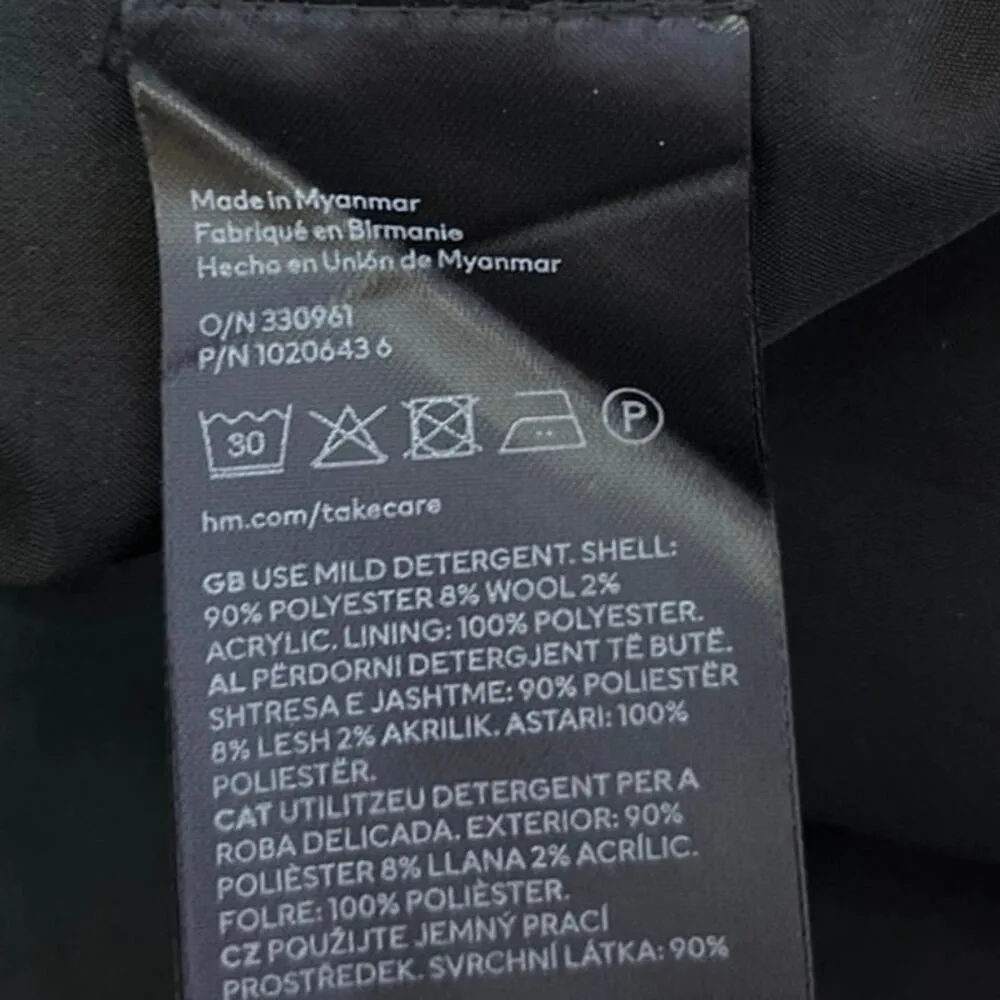 Made in Myanmar
Fabriqué en Birmanie
Hecho en Unión de Myanmar
O/N 330961
P/N 1020643 6
30 P
hm.com/takecare
GB USE MILD DETERGENT. SHELL:
90% POLYESTER 8% WOOL 2%
ACRYLIC. LINING: 100% POLYESTER.
AL PËRDORNI DETERGJENT TË BUTË.
SHTRESA E JASHTME: 90% POLIESTËR
8% LESH 2% AKRILIK. ASTARI: 100%
POLIESTËR.
CAT UTILITZEU DETERGENT PER A
ROBA DELICADA. EXTERIOR: 90%
POLIÈSTER 8% LLANA 2% ACRÍLIC.
FOLRE: 100% POLIÈSTER.
CZ POUŽIJTE JEMNÝ PRACÍ
PROSTŘEDEK. SVRCHNÍ LÁTKA: 90%